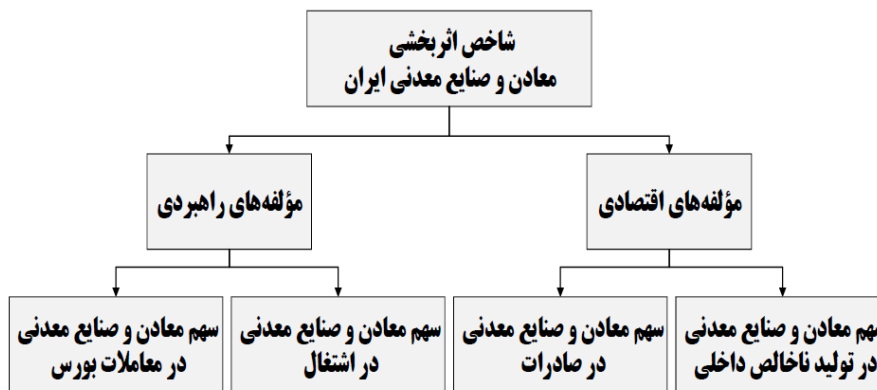 شاخص اثربخشی
معادن و صنایع معدنی ایران
مؤلفه‌های اقتصادی
مؤلفه‌های راهبردی
سهم معادن و صنایع معدنی
در تولید ناخالص داخلی
سهم معادن و صنایع معدنی
در صادرات
سهم معادن و صنایع معدنی
در اشتغال
سهم معادن و صنایع معدنی
در معاملات بورس